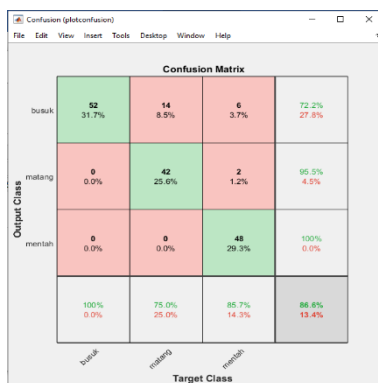 Confusion (plotconfusion)
File Edit View Insert Tools Desktop Window Help
Confusion Matrix
busuk 52 14 6 72.2%
31.7% 8.5% 3.7% 27.8%
matang 0 42 2 95.5%
0.0% 25.6% 1.2% 4.5%
mentah 0 0 48 100%
0.0% 0.0% 29.3% 0.0%
100% 75.0% 85.7% 86.6%
0.0% 25.0% 14.3% 13.4%
busuk matang mentah
Target Class
Output Class